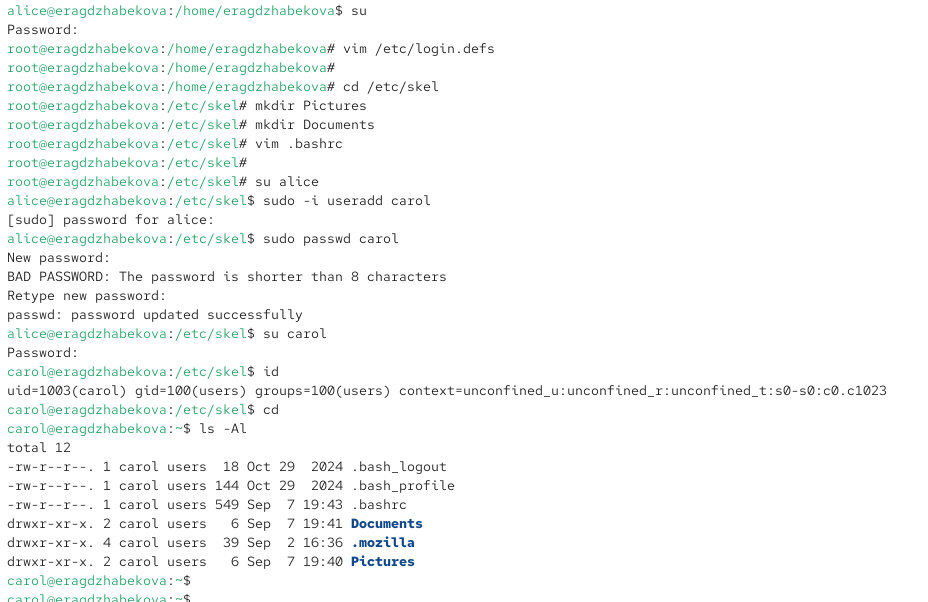 alice@eragdzhabekova:/home/eragdzhabekova$ su
Password:
root@eragdzhabekova:/home/eragdzhabekova# vim /etc/login.defs
root@eragdzhabekova:/home/eragdzhabekova#
root@eragdzhabekova:/home/eragdzhabekova# cd /etc/skel
root@eragdzhabekova:/etc/skel# mkdir Pictures
root@eragdzhabekova:/etc/skel# mkdir Documents
root@eragdzhabekova:/etc/skel# vim .bashrc
root@eragdzhabekova:/etc/skel#
root@eragdzhabekova:/etc/skel# su alice
alice@eragdzhabekova:/etc/skel$ sudo -i useradd carol
[sudo] password for alice:
alice@eragdzhabekova:/etc/skel$ sudo passwd carol
New password:
BAD PASSWORD: The password is shorter than 8 characters
Retype new password:
passwd: password updated successfully
alice@eragdzhabekova:/etc/skel$ su carol
Password:
carol@eragdzhabekova:/etc/skel$ id
uid=1003(carol) gid=100(users) groups=100(users) context=unconfined_u:unconfined_r:unconfined_t:s0-s0:c0.c1023
carol@eragdzhabekova:/etc/skel$ cd
carol@eragdzhabekova:~$ ls -Al
total 12
-rw-r--r--. 1 carol users  18 Oct 29  2024 .bash_logout
-rw-r--r--. 1 carol users 144 Oct 29  2024 .bash_profile
-rw-r--r--. 1 carol users 549 Sep  7 19:43 .bashrc
drwxr-xr-x. 2 carol users   6 Sep  7 19:41 Documents
drwxr-xr-x. 4 carol users  39 Sep  2 16:36 .mozilla
drwxr-xr-x. 2 carol users   6 Sep  7 19:40 Pictures
carol@eragdzhabekova:~$
carol@eragdzhabekova:~$